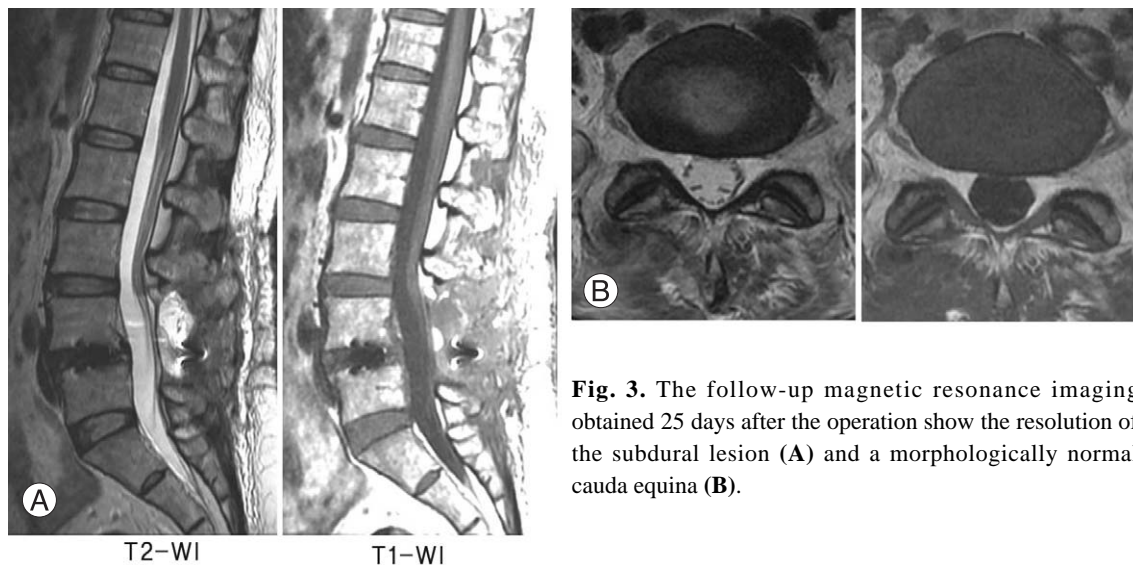 A
T2-WI
T1-WI
B
Fig. 3. The follow-up magnetic resonance imaging
obtained 25 days after the operation show the resolution of
the subdural lesion (A) and a morphologically normal
cauda equina (B).